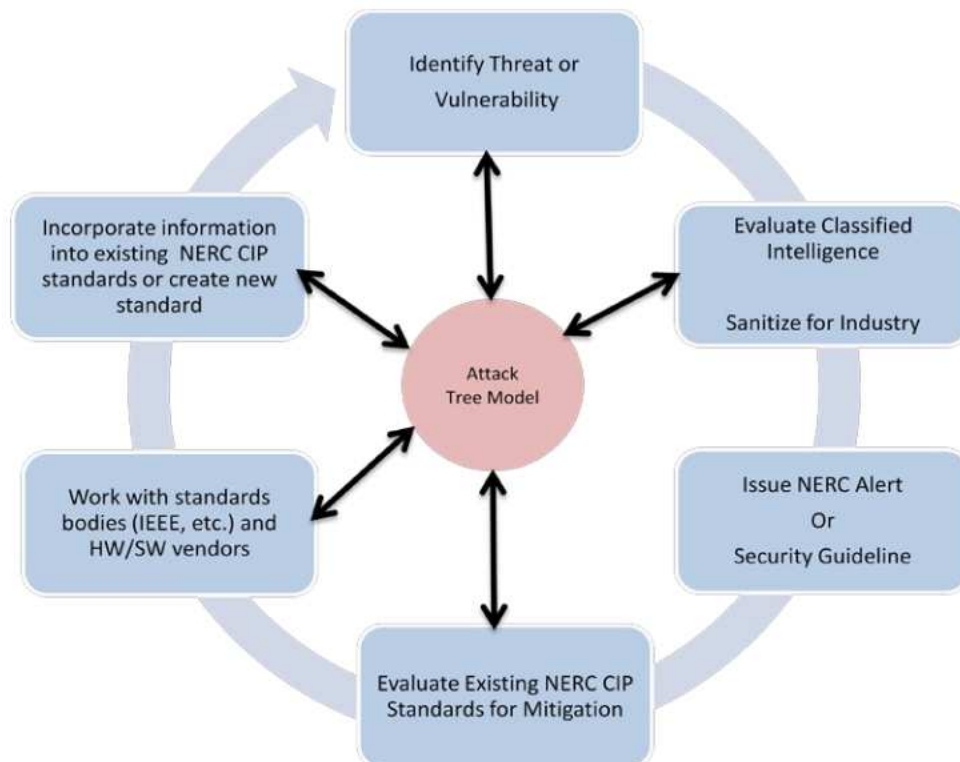 Identify Threat or
Vulnerability
Evaluate Classified
Intelligence
Sanitize for Industry
Issue NERC Alert
Or
Security Guideline
Evaluate Existing NERC CIP
Standards for Mitigation
Work with standards
bodies (IEEE, etc.) and
HW/SW vendors
Incorporate information
into existing NERC CIP
standards or create new
standard
Attack
Tree Model